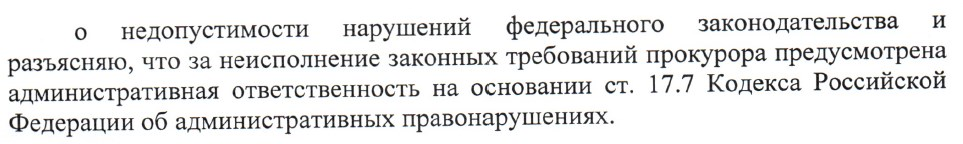 о недопустимости нарушений федерального законодательства и
разъясняю, что за неисполнение законных требований прокурора предусмотрена
административная ответственность на основании ст. 17.7 Кодекса Российской
Федерации об административных правонарушениях.